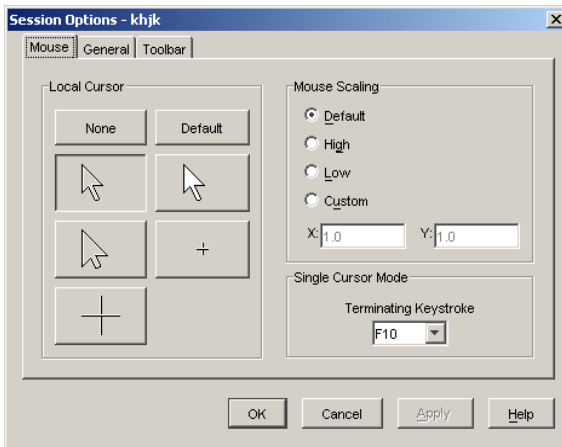 Session Options - khjk
Mouse General Toolbar
Local Cursor
None Default
Mouse Scaling
Default
High
Low
Custom
X: 1.0 Y: 1.0
Single Cursor Mode
Terminating Keystroke
F10
OK Cancel Apply Help